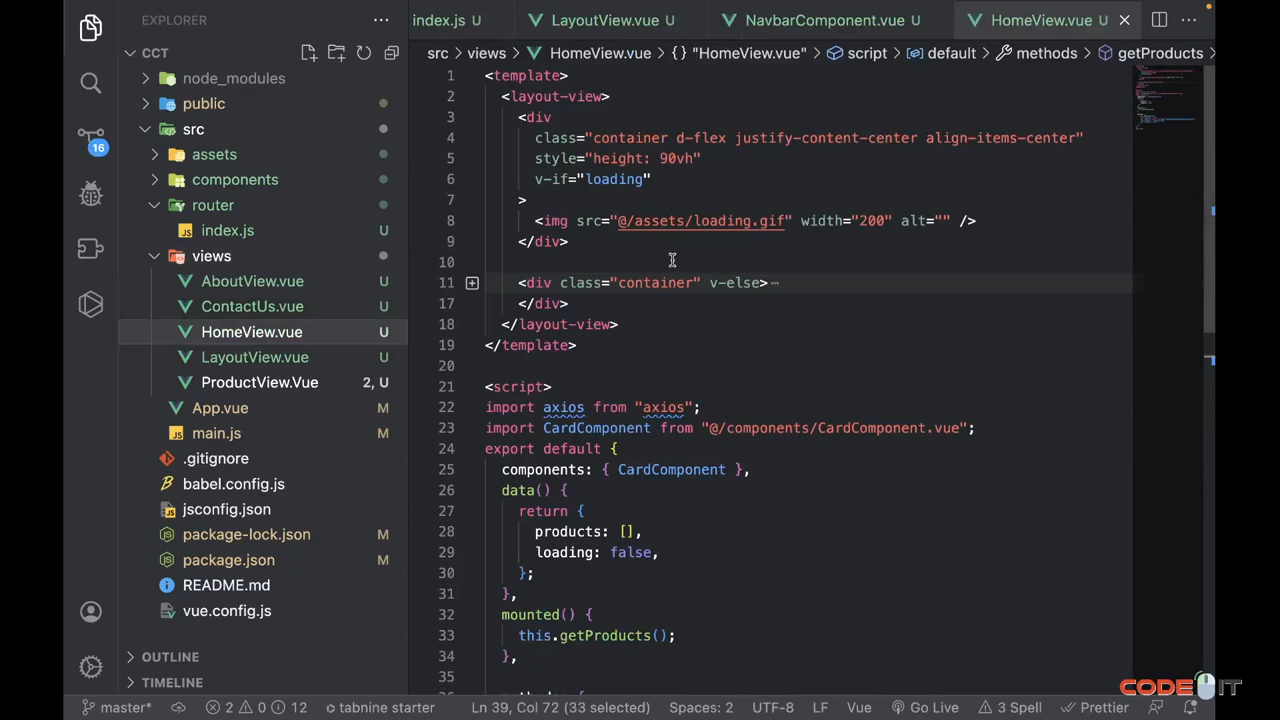 EXPLORER
index.js U
LayoutView.vue U
NavbarComponent.vue U
HomeView.vue U
CCT
src > views > HomeView.vue > {} "HomeView.vue" > script > default > methods > getProducts >
node_modules
public
src
assets
components
router
index.js U
views
AboutView.vue U
ContactUs.vue U
HomeView.vue U
LayoutView.vue U
ProductView.Vue 2, U
App.vue M
main.js M
.gitignore
babel.config.js
jsconfig.json
package-lock.json M
package.json M
README.md
vue.config.js
OUTLINE
TIMELINE
1 <template>
2 <layout-view>
3 <div
4 class="container d-flex justify-content-center align-items-center"
5 style="height: 90vh"
6 v-if="loading"
7 >
8 <img src="@/assets/loading.gif" width="200" alt="" />
9 </div>
10
11 <div class="container" v-else>⋯
17 </div>
18 </layout-view>
19 </template>
20
21 <script>
22 import axios from "axios";
23 import CardComponent from "@/components/CardComponent.vue";
24 export default {
25 components: { CardComponent },
26 data() {
27 return {
28 products: [],
29 loading: false,
30 };
31 },
32 mounted() {
33 this.getProducts();
34 },
35
16
master* 2 0 12 tabnine starter Ln 39, Col 72 (33 selected) Spaces: 2 UTF-8 LF Vue Go Live 3 Spell Prettier
CODE IT